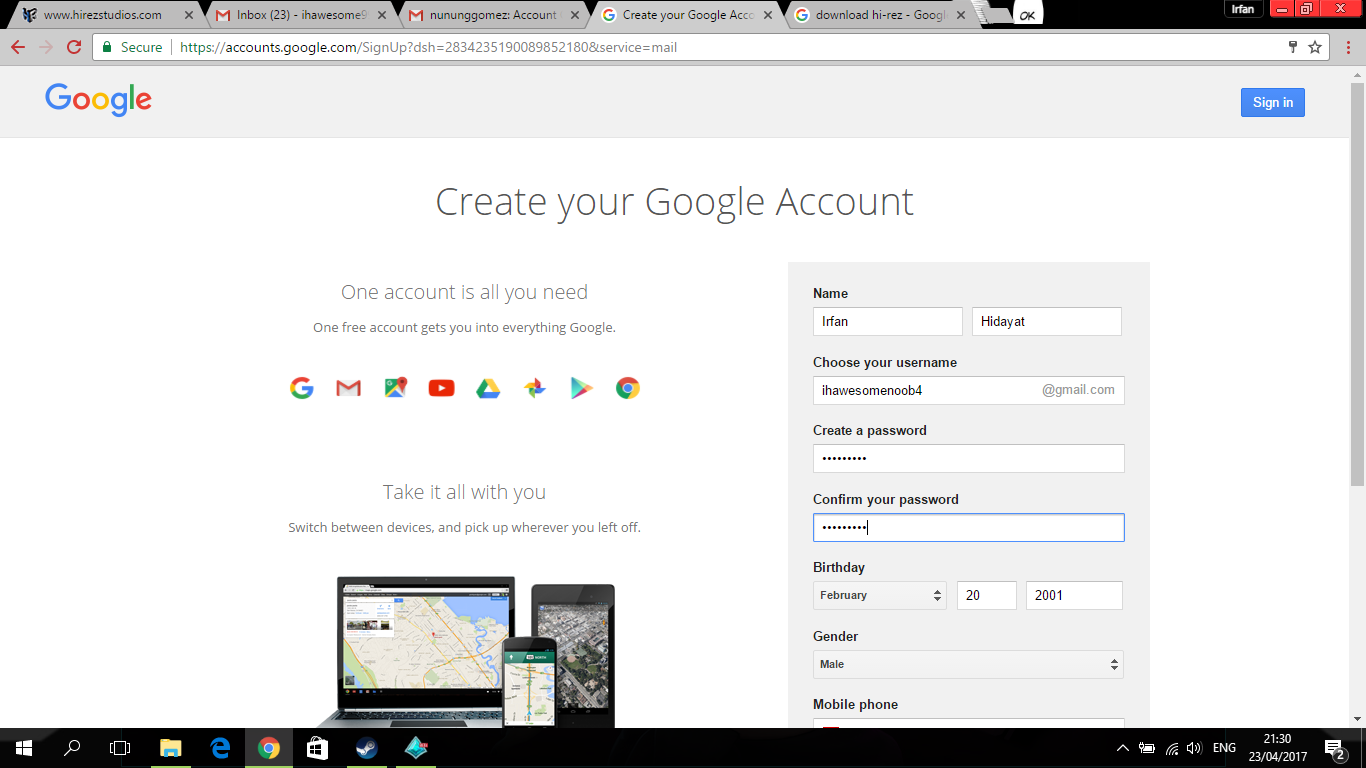 www.hirezstudios.com
Inbox (23) - ihawesome9
nununggomez: Account
Create your Google Acco
download hi-rez - Googl
OK
Irfan
Secure
https://accounts.google.com/SignUp?dsh=2834235190089852180&service=mail
Google
Sign in
Create your Google Account
One account is all you need
One free account gets you into everything Google.
Take it all with you
Switch between devices, and pick up wherever you left off.
Name
Irfan Hidayat
Choose your username
ihawesomenoob4 @gmail.com
Create a password
•••••••••
Confirm your password
•••••••••
Birthday
February 20 2001
Gender
Male
Mobile phone
ENG
21:30
23/04/2017
2